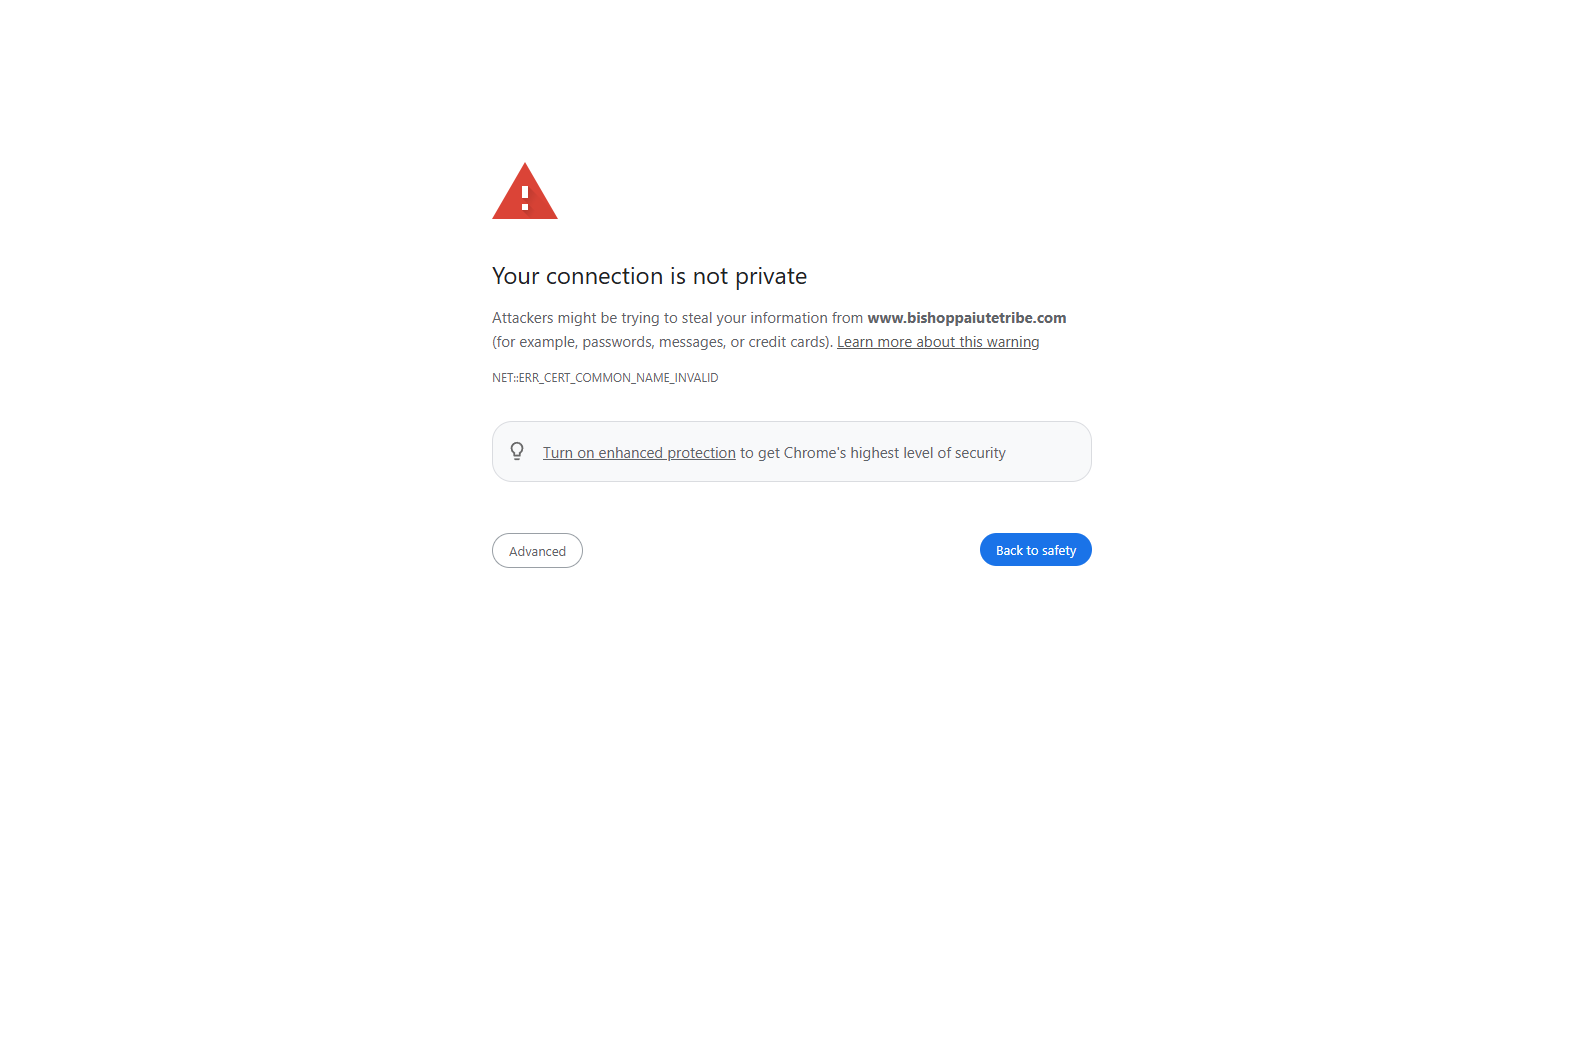 Your connection is not private
Attackers might be trying to steal your information from www.bishoppaiutetribe.com
(for example, passwords, messages, or credit cards). Learn more about this warning
NET::ERR_CERT_COMMON_NAME_INVALID
Turn on enhanced protection to get Chrome's highest level of security
Advanced
Back to safety